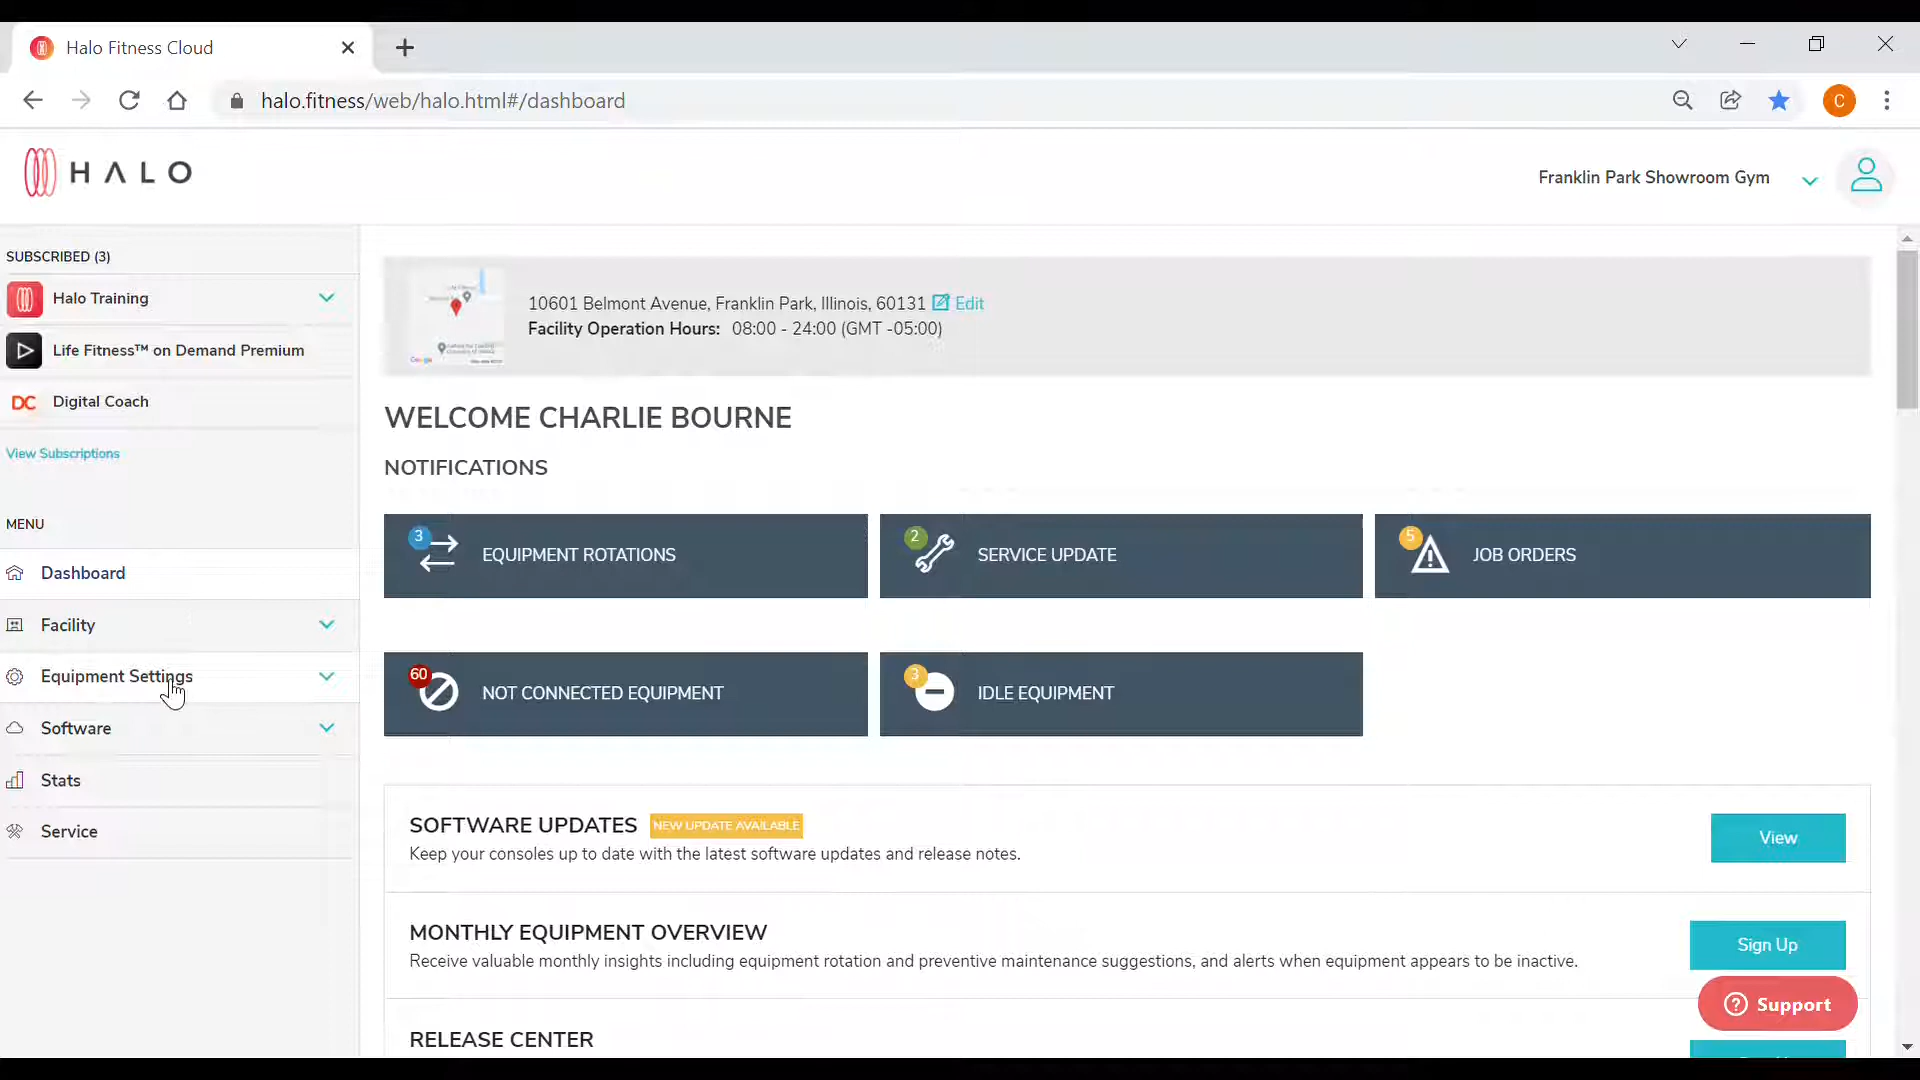 Halo Fitness Cloud
halo.fitness/web/halo.html#/dashboard
C
HALO
Franklin Park Showroom Gym
SUBSCRIBED (3)
Halo Training
Life Fitness™ on Demand Premium
DC Digital Coach
View Subscriptions
MENU
Dashboard
Facility
Equipment Settings
Software
Stats
Service
10601 Belmont Avenue, Franklin Park, Illinois, 60131 Edit
Facility Operation Hours: 08:00 - 24:00 (GMT -05:00)
Google
WELCOME CHARLIE BOURNE
NOTIFICATIONS
3 EQUIPMENT ROTATIONS
2 SERVICE UPDATE
5 JOB ORDERS
60 NOT CONNECTED EQUIPMENT
3 IDLE EQUIPMENT
SOFTWARE UPDATES NEW UPDATE AVAILABLE
Keep your consoles up to date with the latest software updates and release notes.
View
MONTHLY EQUIPMENT OVERVIEW
Receive valuable monthly insights including equipment rotation and preventive maintenance suggestions, and alerts when equipment appears to be inactive.
Sign Up
Support
RELEASE CENTER